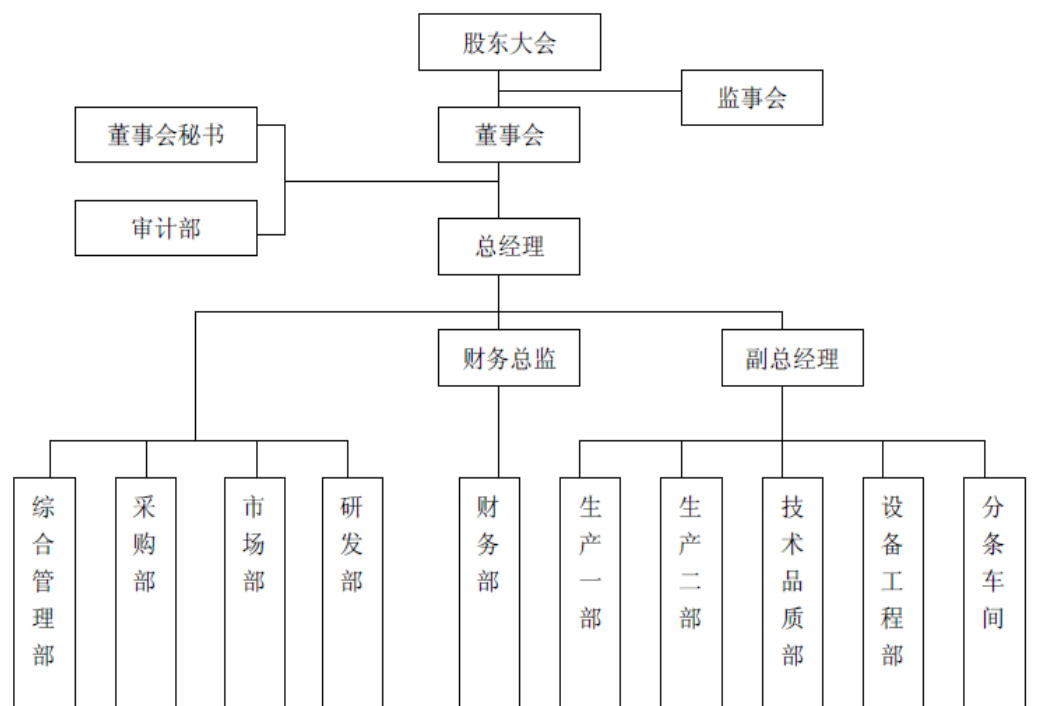 股东大会
监事会
董事会秘书
董事会
审计部
总经理
财务总监
副总经理
综合管理部
采购部
市场部
研发部
财务部
生产一部
生产二部
技术品质部
设备工程部
分条车间